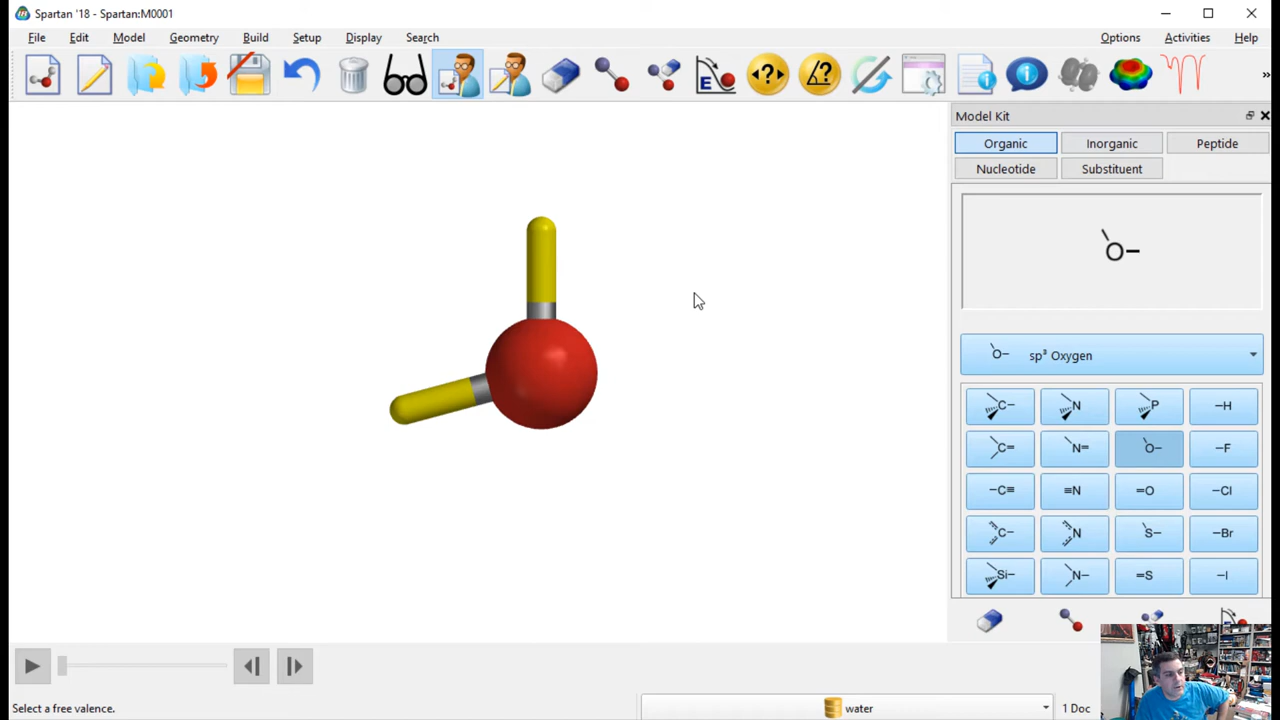 Spartan '18 - Spartan:M0001
File Edit Model Geometry Build Setup Display Search Options Activities Help
E ? ? i i »
Model Kit
Organic Inorganic Peptide
Nucleotide Substituent
O–
O– sp³ Oxygen
C– N P –H
C= N= O– –F
–C≡ ≡N =O –Cl
C– N S– –Br
Si– N– =S –I
Select a free valence.
water
1 Doc